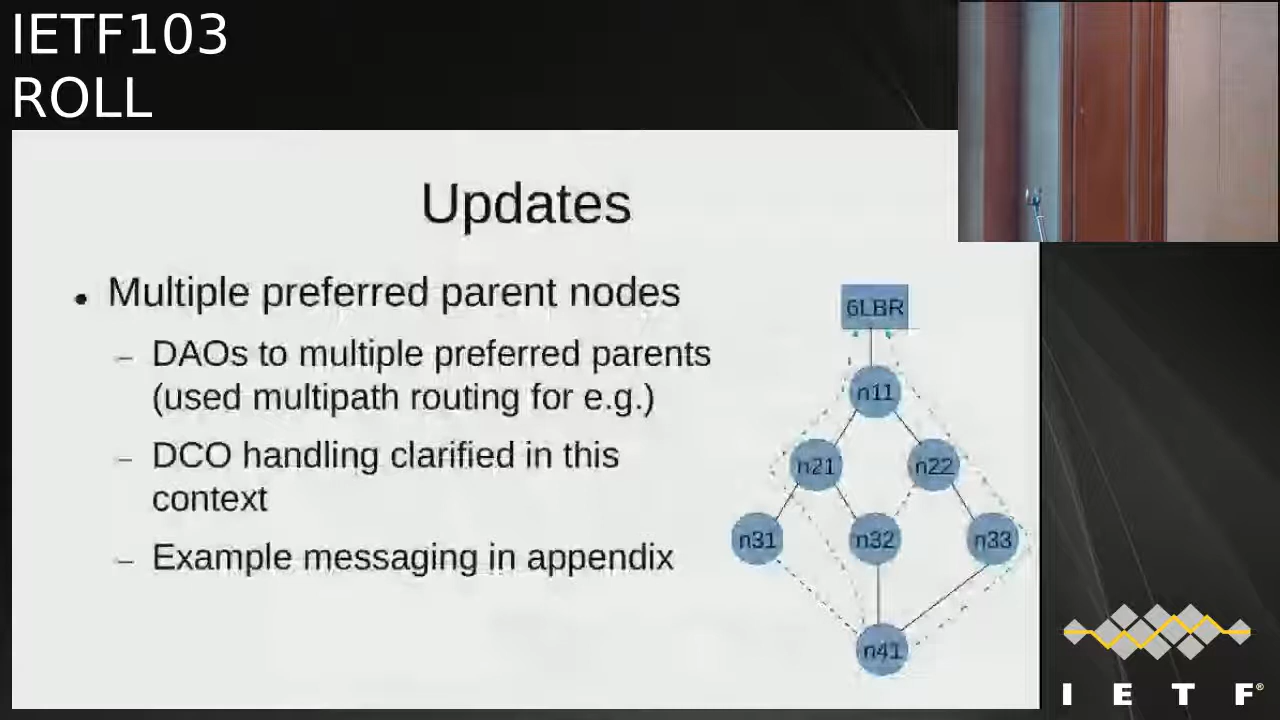 IETF103
ROLL
Updates
• Multiple preferred parent nodes
– DAOs to multiple preferred parents
(used multipath routing for e.g.)
– DCO handling clarified in this
context
– Example messaging in appendix
6LBR
n11
n21
n22
n31
n32
n33
n41
I E T F®